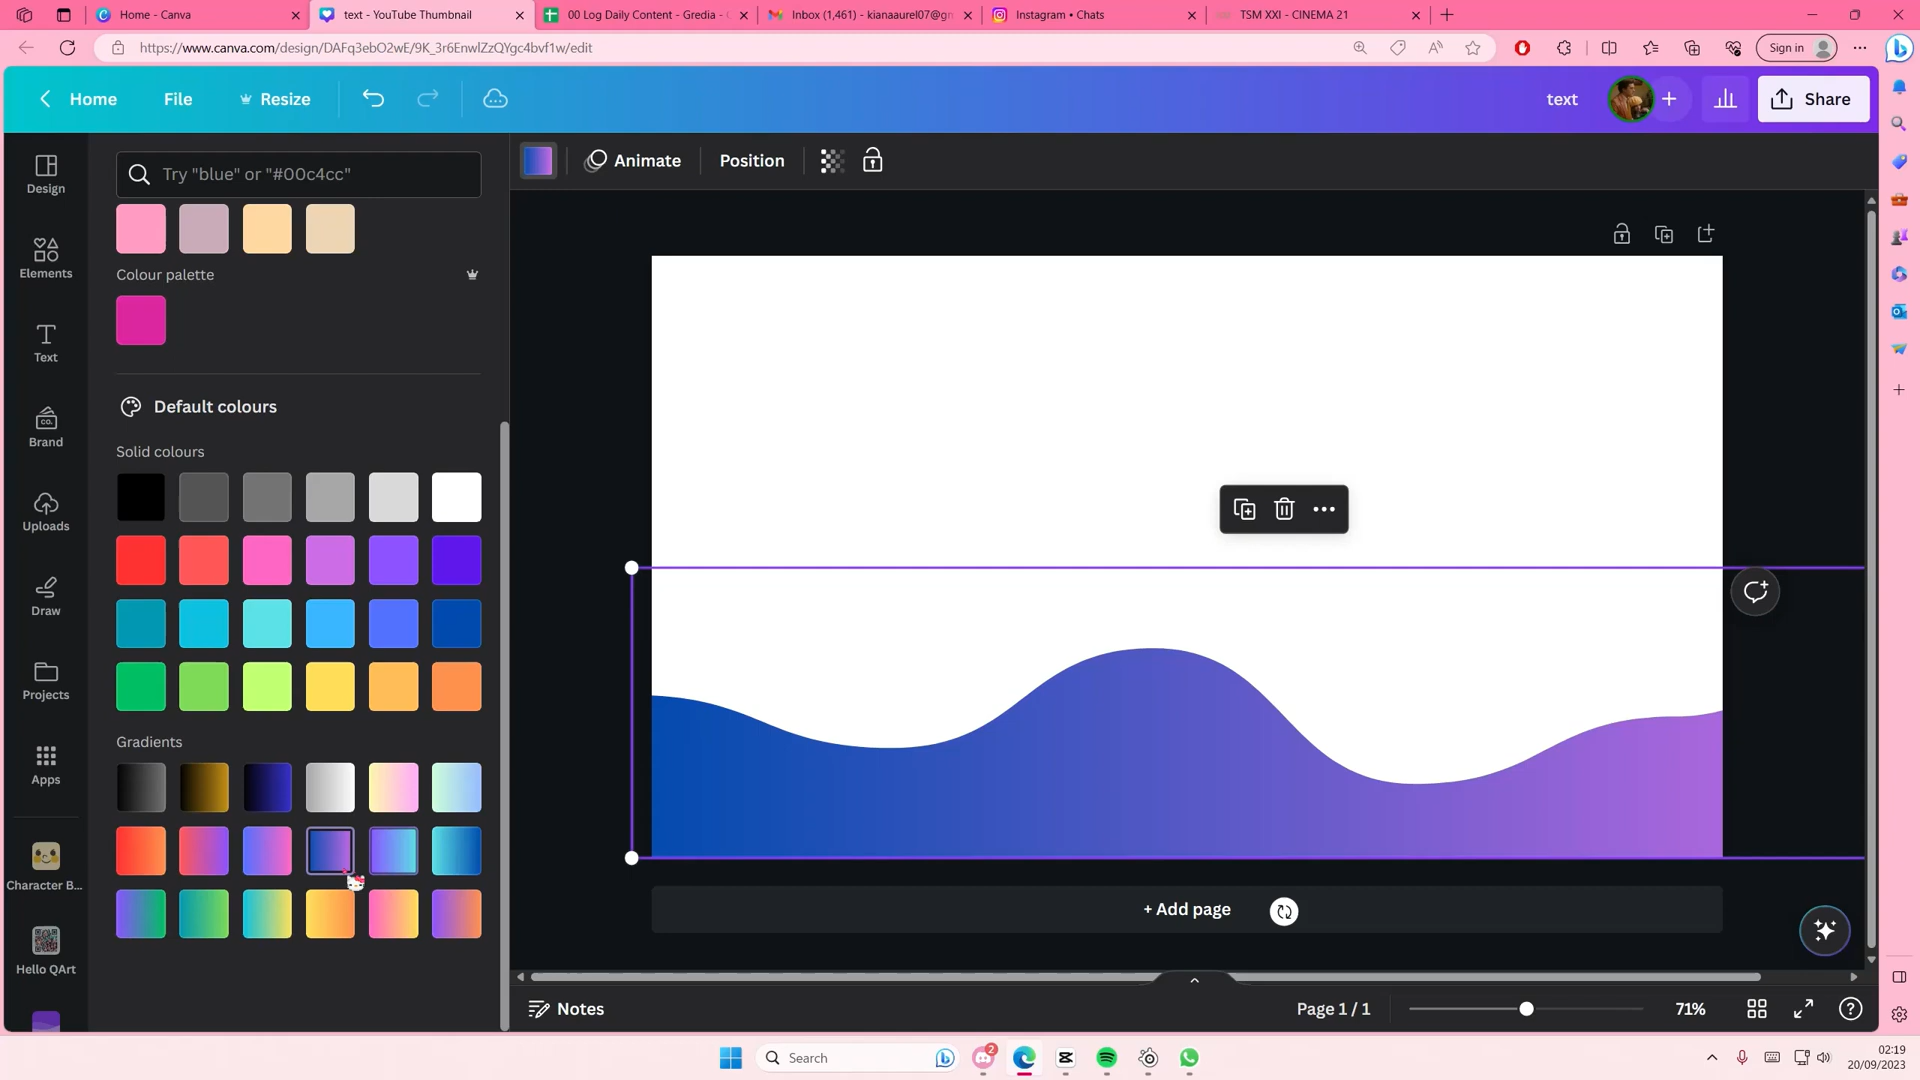 Home - Canva
text - YouTube Thumbnail
00 Log Daily Content - Gredia -
Inbox (1,461) - kianaaurel07@gn
Instagram • Chats
TSM XXI - CINEMA 21
https://www.canva.com/design/DAFq3ebO2wE/9K_3r6EnwlZzQYgc4bvf1w/edit
Sign in
Home
File
Resize
text
Share
Try "blue" or "#00c4cc"
Animate
Position
Design
Elements
Text
Brand
Uploads
Draw
Projects
Apps
Character B...
Hello QArt
Colour palette
Default colours
Solid colours
Gradients
+ Add page
Notes
Page 1 / 1
71%
Search
2
02:19
20/09/2023